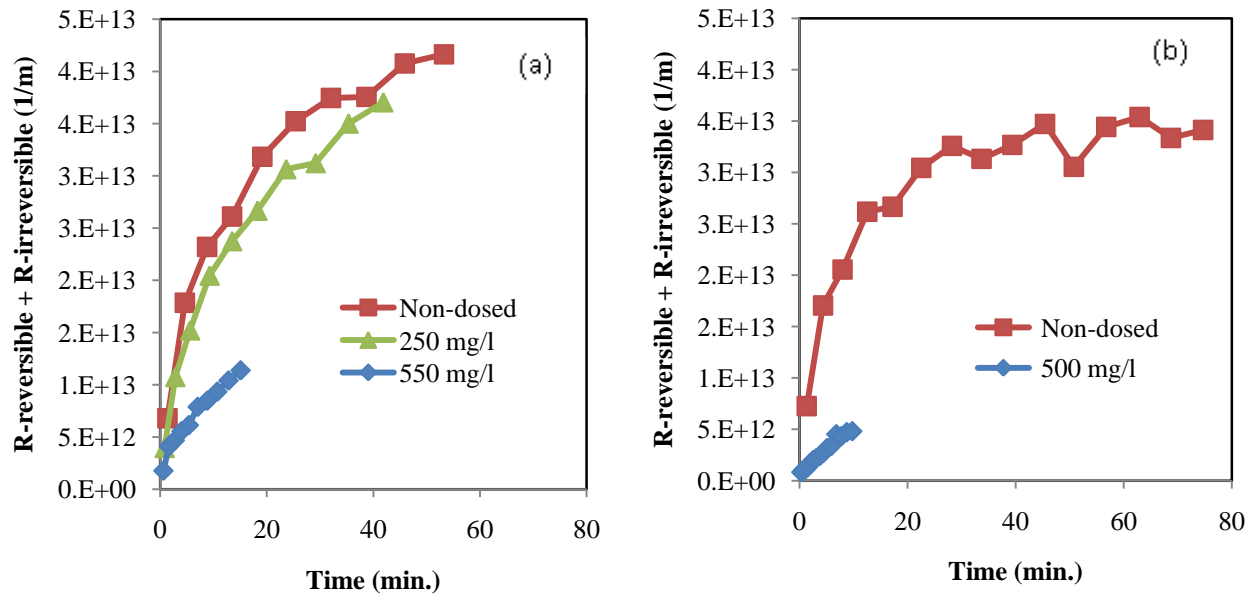 R-reversible + R-irreversible (1/m)
5.E+13
4.E+13
4.E+13
3.E+13
3.E+13
2.E+13
2.E+13
1.E+13
5.E+12
0.E+00
(a)
Non-dosed
250 mg/l
550 mg/l
0 20 40 60 80
Time (min.)
R-reversible + R-irreversible (1/m)
5.E+13
4.E+13
4.E+13
3.E+13
3.E+13
2.E+13
2.E+13
1.E+13
5.E+12
0.E+00
(b)
Non-dosed
500 mg/l
0 20 40 60 80
Time (min.)